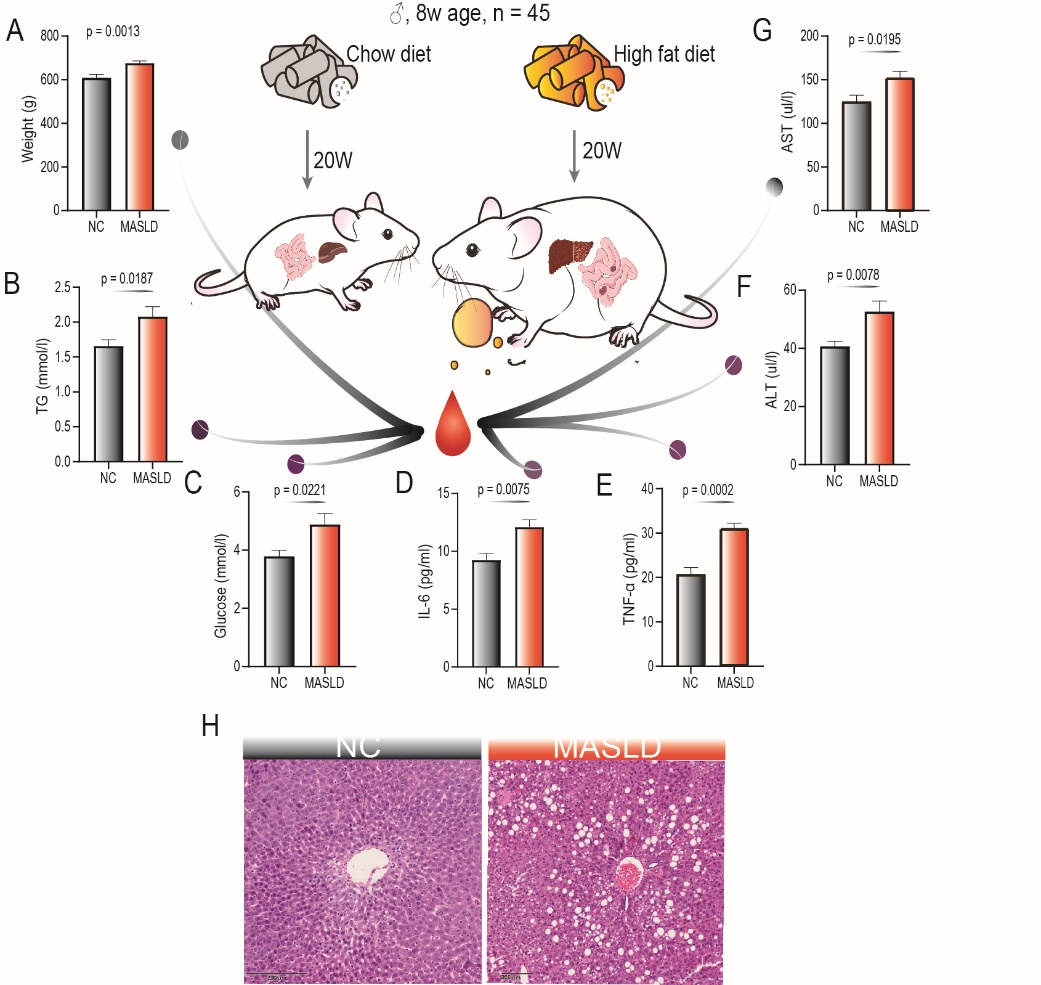 ♂, 8w age, n = 45
Chow diet
High fat diet
20W
20W
A
p = 0.0013
Weight (g)
800
600
400
200
0
NC MASLD
B
p = 0.0187
TG (mmol/l)
2.5
2.0
1.5
1.0
0.5
0.0
NC MASLD
C
p = 0.0221
Glucose (mmol/l)
6
4
2
0
NC MASLD
D
p = 0.0075
IL-6 (pg/ml)
15
10
5
0
NC MASLD
E
p = 0.0002
TNF-α (pg/ml)
40
30
20
10
0
NC MASLD
F
p = 0.0078
ALT (ul/l)
60
40
20
0
NC MASLD
G
p = 0.0195
AST (ul/l)
200
150
100
50
0
NC MASLD
H
NC
MASLD